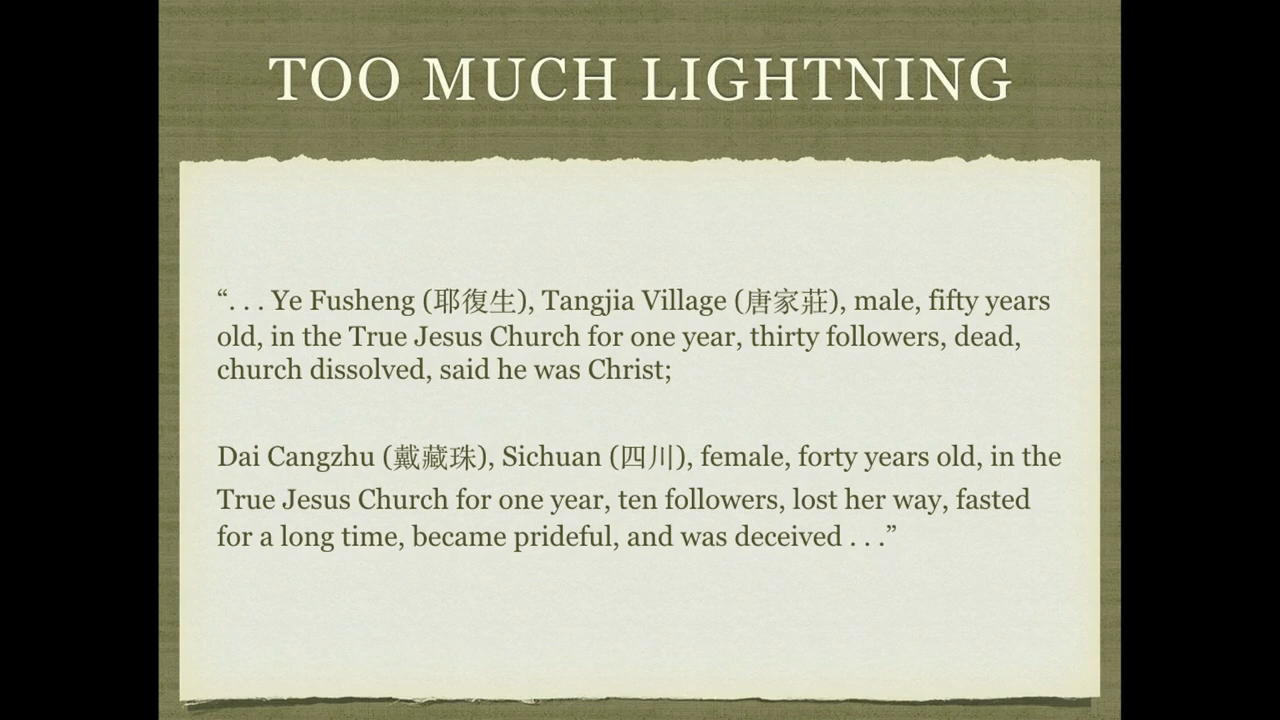 TOO MUCH LIGHTNING
“. . . Ye Fusheng (耶復生), Tangjia Village (唐家莊), male, fifty years
old, in the True Jesus Church for one year, thirty followers, dead,
church dissolved, said he was Christ;
Dai Cangzhu (戴藏珠), Sichuan (四川), female, forty years old, in the
True Jesus Church for one year, ten followers, lost her way, fasted
for a long time, became prideful, and was deceived . . .”